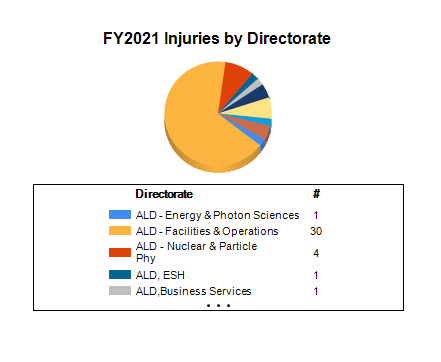 FY2021 Injuries by Directorate
Directorate #
ALD - Energy & Photon Sciences 1
ALD - Facilities & Operations 30
ALD - Nuclear & Particle
Phy 4
ALD, ESH 1
ALD,Business Services 1
• • •